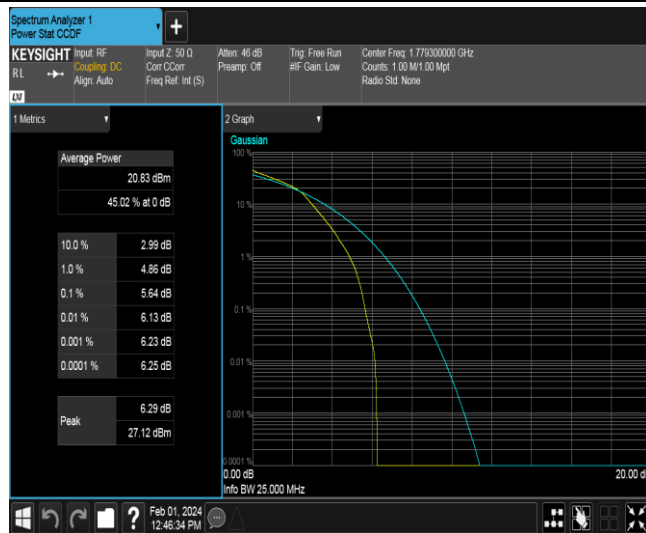 Spectrum Analyzer 1
Power Stat CCDF
KEYSIGHT
RL
Input: RF
Coupling: DC
Align: Auto
Input Z: 50 Ω
Corr CCorr
Freq Ref: Int (S)
Atten: 46 dB
Preamp: Off
Trig: Free Run
#IF Gain: Low
Center Freq: 1.779300000 GHz
Counts: 1.00 M/1.00 Mpt
Radio Std: None
1 Metrics
Average Power
20.83 dBm
45.02 % at 0 dB
10.0 % 2.99 dB
1.0 % 4.86 dB
0.1 % 5.64 dB
0.01 % 6.13 dB
0.001 % 6.23 dB
0.0001 % 6.25 dB
Peak
6.29 dB
27.12 dBm
2 Graph
Gaussian
100 %
10 %
1 %
0.1 %
0.01 %
0.001 %
0.0001 %
0.00 dB
20.00 d
Info BW 25.000 MHz
Feb 01, 2024
12:46:34 PM